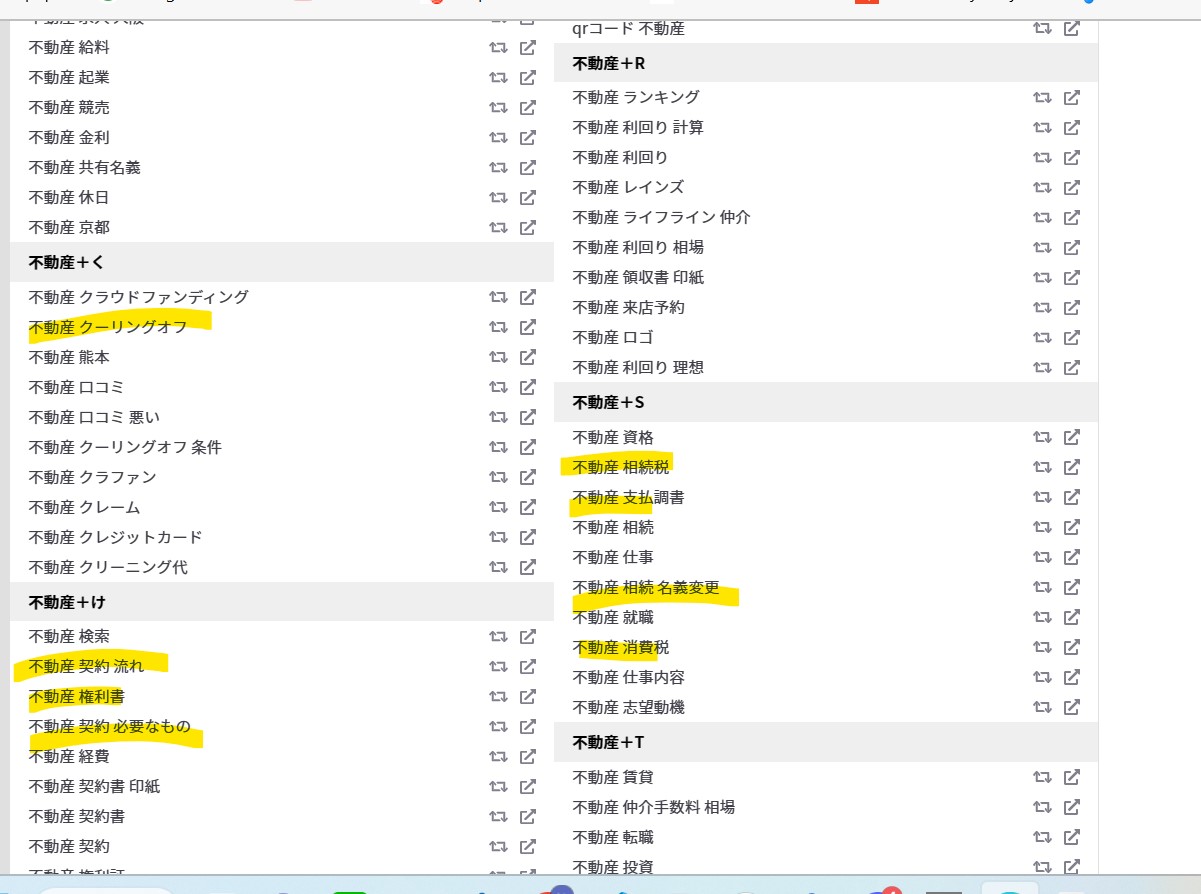 不動産 給料
不動産 起業
不動産 競売
不動産 金利
不動産 共有名義
不動産 休日
不動産 京都
不動産＋く
不動産 クラウドファンディング
不動産 クーリングオフ
不動産 熊本
不動産 口コミ
不動産 口コミ 悪い
不動産 クーリングオフ 条件
不動産 クラファン
不動産 クレーム
不動産 クレジットカード
不動産 クリーニング代
不動産＋け
不動産 検索
不動産 契約 流れ
不動産 権利書
不動産 契約 必要なもの
不動産 経費
不動産 契約書 印紙
不動産 契約書
不動産 契約
qrコード 不動産
不動産＋R
不動産 ランキング
不動産 利回り 計算
不動産 利回り
不動産 レインズ
不動産 ライフライン 仲介
不動産 利回り 相場
不動産 領収書 印紙
不動産 来店予約
不動産 ロゴ
不動産 利回り 理想
不動産＋S
不動産 資格
不動産 相続税
不動産 支払調書
不動産 相続
不動産 仕事
不動産 相続 名義変更
不動産 就職
不動産 消費税
不動産 仕事内容
不動産 志望動機
不動産＋T
不動産 賃貸
不動産 仲介手数料 相場
不動産 転職
不動産 投資